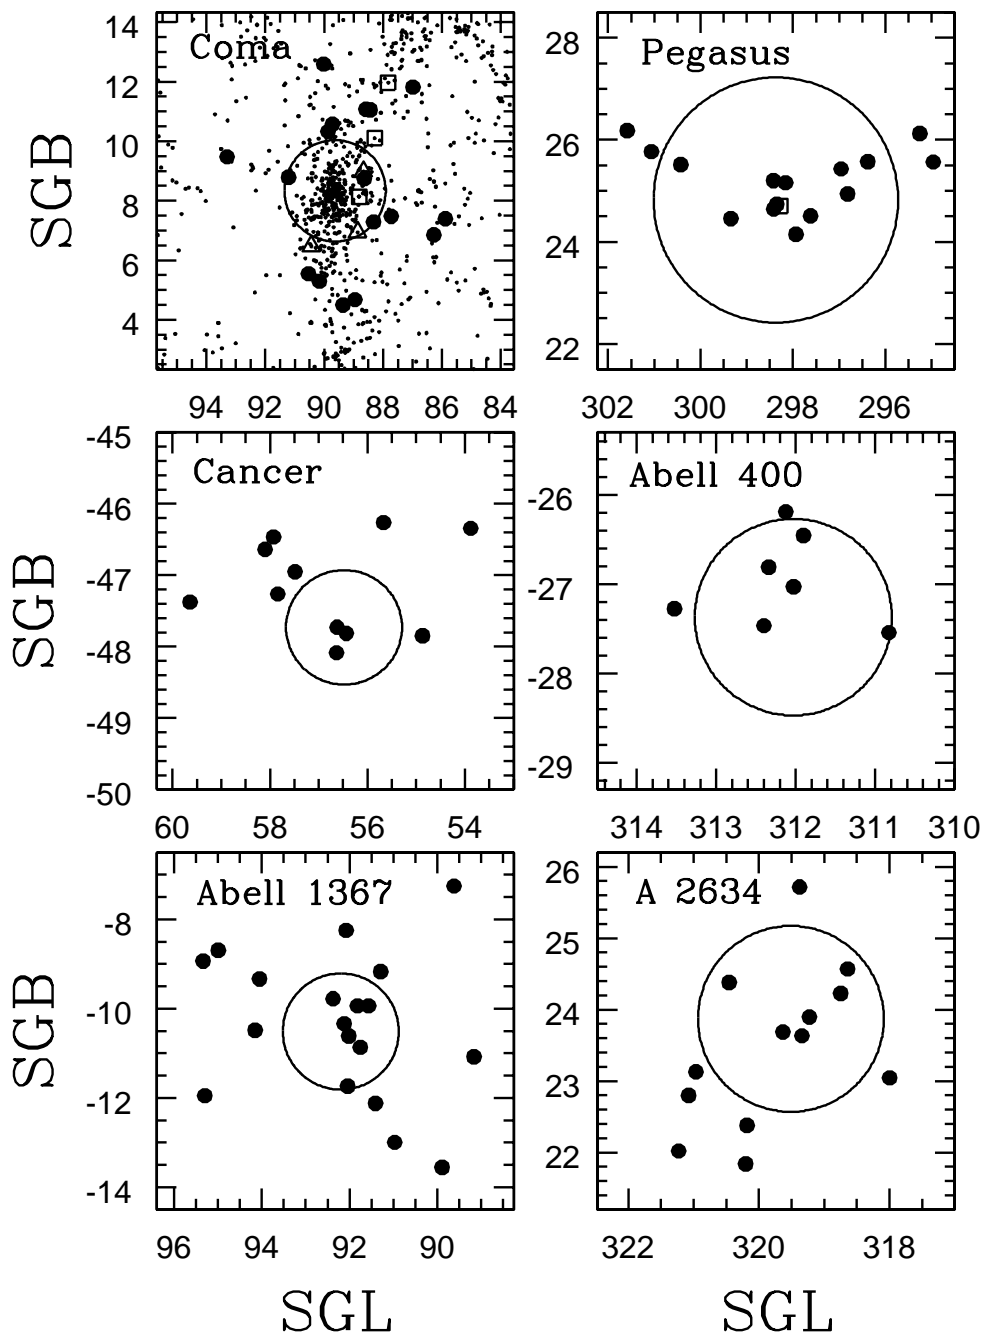 Coma
14
12
10
8
6
4
SGB
94 92 90 88 86 84
Pegasus
28
26
24
22
302 300 298 296
Cancer
-45
-46
-47
-48
-49
-50
SGB
60 58 56 54
Abell 400
-26
-27
-28
-29
314 313 312 311 310
Abell 1367
-8
-10
-12
-14
SGB
96 94 92 90
SGL
A 2634
26
25
24
23
22
322 320 318
SGL